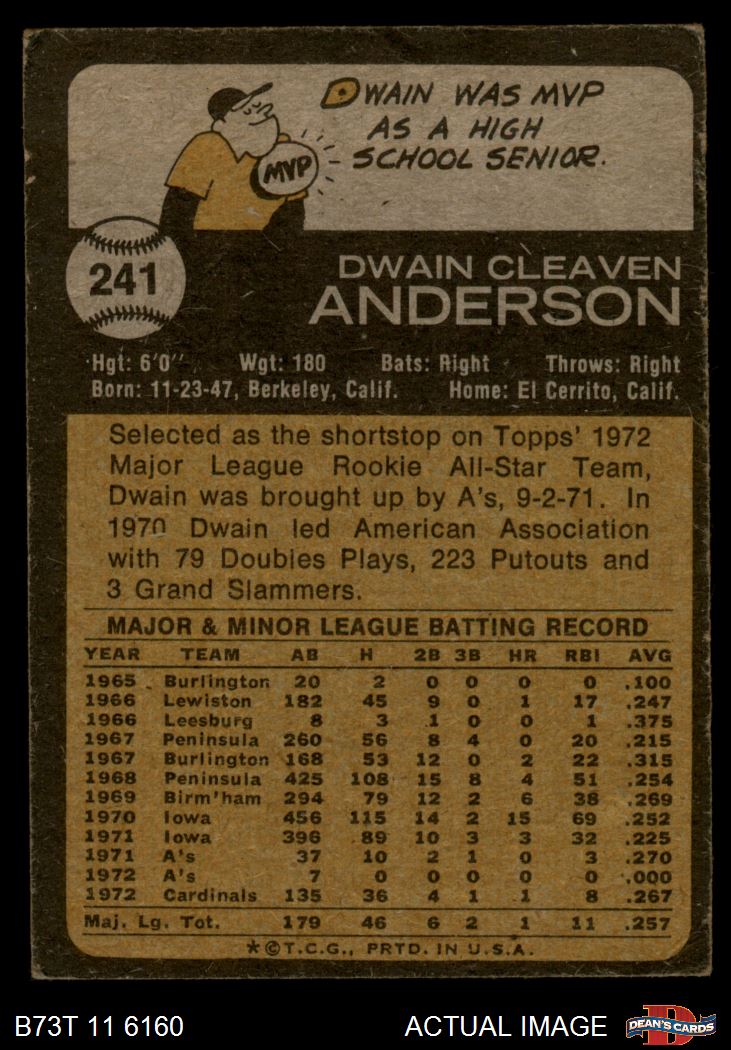 DWAIN WAS MVP
AS A HIGH
SCHOOL SENIOR.
MVP
241
DWAIN CLEAVEN
ANDERSON
Hgt: 6'0" Wgt: 180 Bats: Right Throws: Right
Born: 11-23-47, Berkeley, Calif. Home: El Cerrito, Calif.
Selected as the shortstop on Topps' 1972
Major League Rookie All-Star Team,
Dwain was brought up by A's, 9-2-71. In
1970 Dwain led American Association
with 79 Doubles Plays, 223 Putouts and
3 Grand Slammers.
MAJOR & MINOR LEAGUE BATTING RECORD
YEAR TEAM AB H 2B 3B HR RBI AVG
1965 Burlington 20 2 0 0 0 0 .100
1966 Lewiston 182 45 9 0 1 17 .247
1966 Leesburg 8 3 1 0 0 1 .375
1967 Peninsula 260 56 8 4 0 20 .215
1967 Burlington 168 53 12 0 2 22 .315
1968 Peninsula 425 108 15 8 4 51 .254
1969 Birm'ham 294 79 12 2 6 38 .269
1970 Iowa 456 115 14 2 15 69 .252
1971 Iowa 396 89 10 3 3 32 .225
1971 A's 37 10 2 1 0 3 .270
1972 A's 7 0 0 0 0 0 .000
1972 Cardinals 135 36 4 1 1 8 .267
Maj. Lg. Tot. 179 46 6 2 1 11 .257
★©T.C.G., PRTD. IN U.S.A.
B73T 11 6160 ACTUAL IMAGE D DEAN'S CARDS